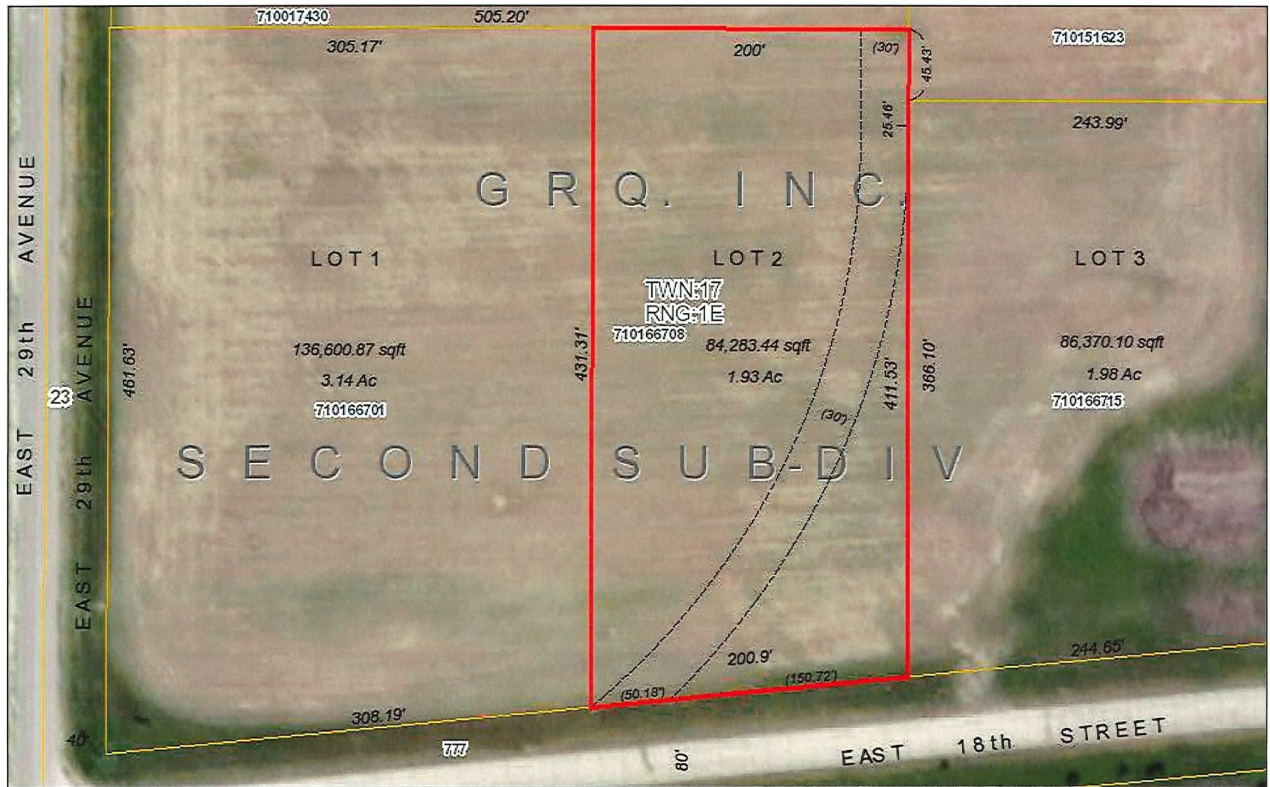 710017430
505.20'
305.17'
200'
(30')
45.43'
710151623
25.46'
243.99'
GRQ. INC.
EAST 29th AVENUE
EAST 29th AVENUE
LOT 1
LOT 2
LOT 3
TWN:17
RNG:1E
710166708
136,600.87 sqft
84,283.44 sqft
86,370.10 sqft
461.63'
431.31'
411.53'
366.10'
3.14 Ac
1.93 Ac
1.98 Ac
23
710166701
710166715
(30')
SECOND SUB-DIV
200.9'
244.65'
(50.18')
(150.72')
308.19'
40'
777
80'
EAST 18th STREET